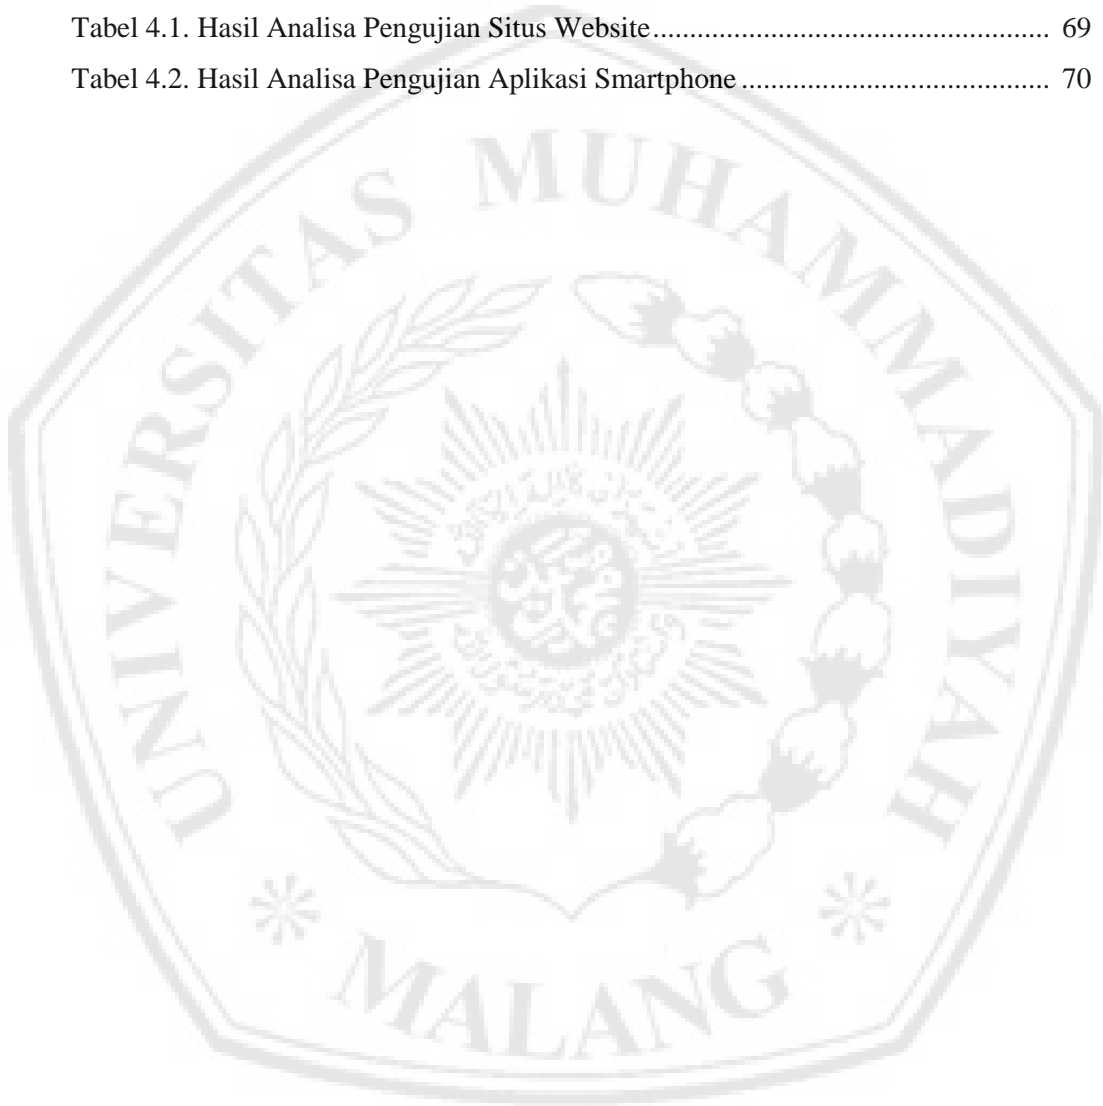 Tabel 4.1. Hasil Analisa Pengujian Situs Website..................................................... 69
Tabel 4.2. Hasil Analisa Pengujian Aplikasi Smartphone......................................... 70
UNIVERSITAS MUHAMMADIYAH
MALANG